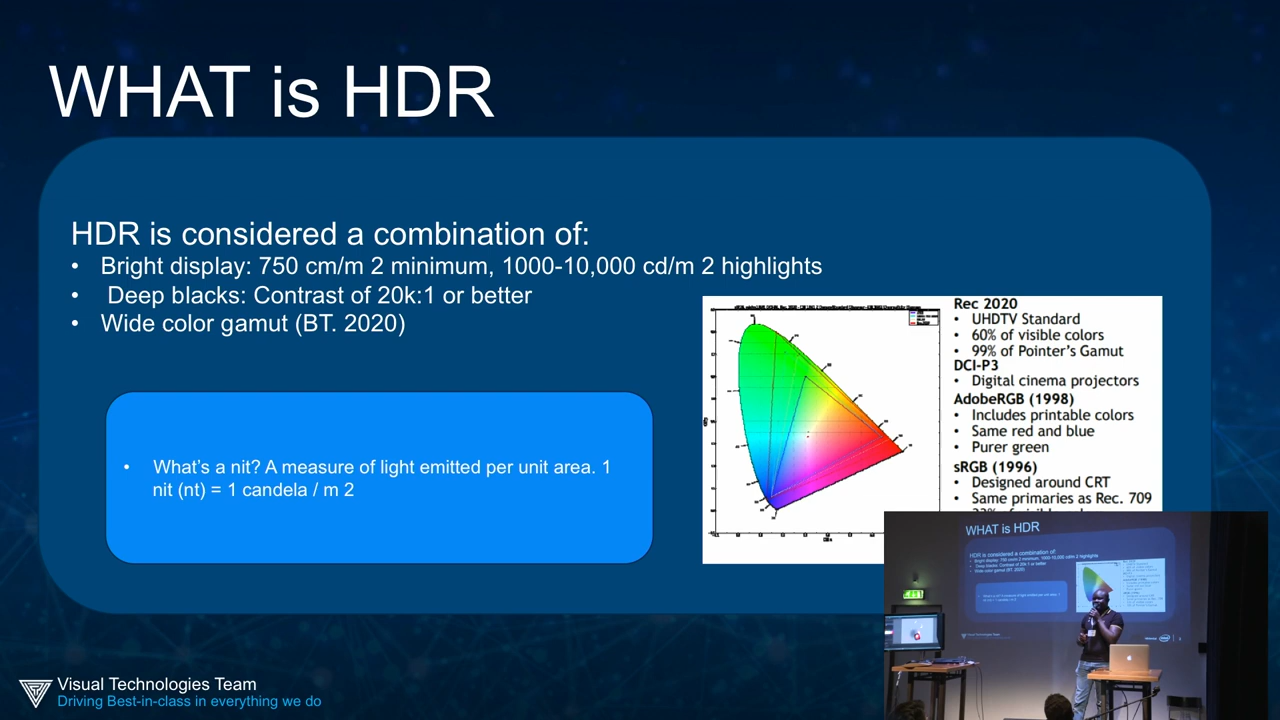 WHAT is HDR
HDR is considered a combination of:
• Bright display: 750 cm/m 2 minimum, 1000-10,000 cd/m 2 highlights
• Deep blacks: Contrast of 20k:1 or better
• Wide color gamut (BT. 2020)
• What's a nit? A measure of light emitted per unit area. 1
nit (nt) = 1 candela / m 2
Rec 2020
• UHDTV Standard
• 60% of visible colors
• 99% of Pointer's Gamut
DCI-P3
• Digital cinema projectors
AdobeRGB (1998)
• Includes printable colors
• Same red and blue
• Purer green
sRGB (1996)
• Designed around CRT
• Same primaries as Rec. 709
WHAT is HDR
HDR is considered a combination of:
Visual Technologies Team
Driving Best-in-class in everything we do